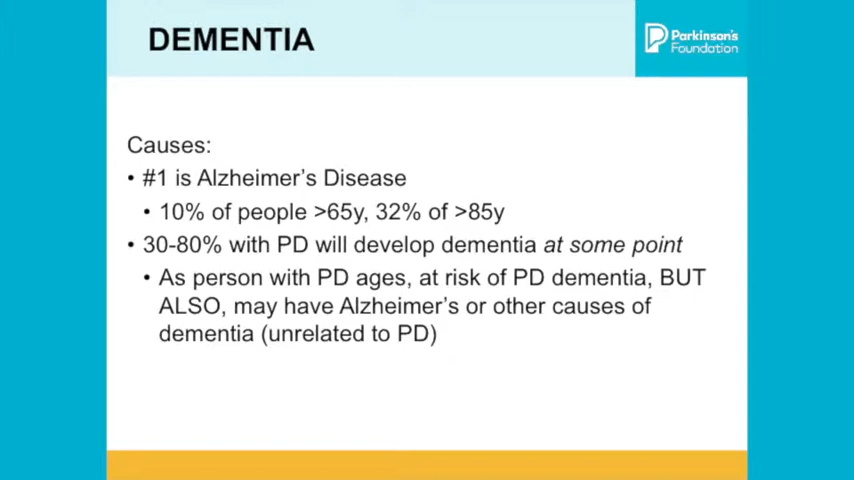 DEMENTIA
Parkinson's
Foundation
Causes:
• #1 is Alzheimer's Disease
• 10% of people >65y, 32% of >85y
• 30-80% with PD will develop dementia at some point
• As person with PD ages, at risk of PD dementia, BUT
ALSO, may have Alzheimer's or other causes of
dementia (unrelated to PD)